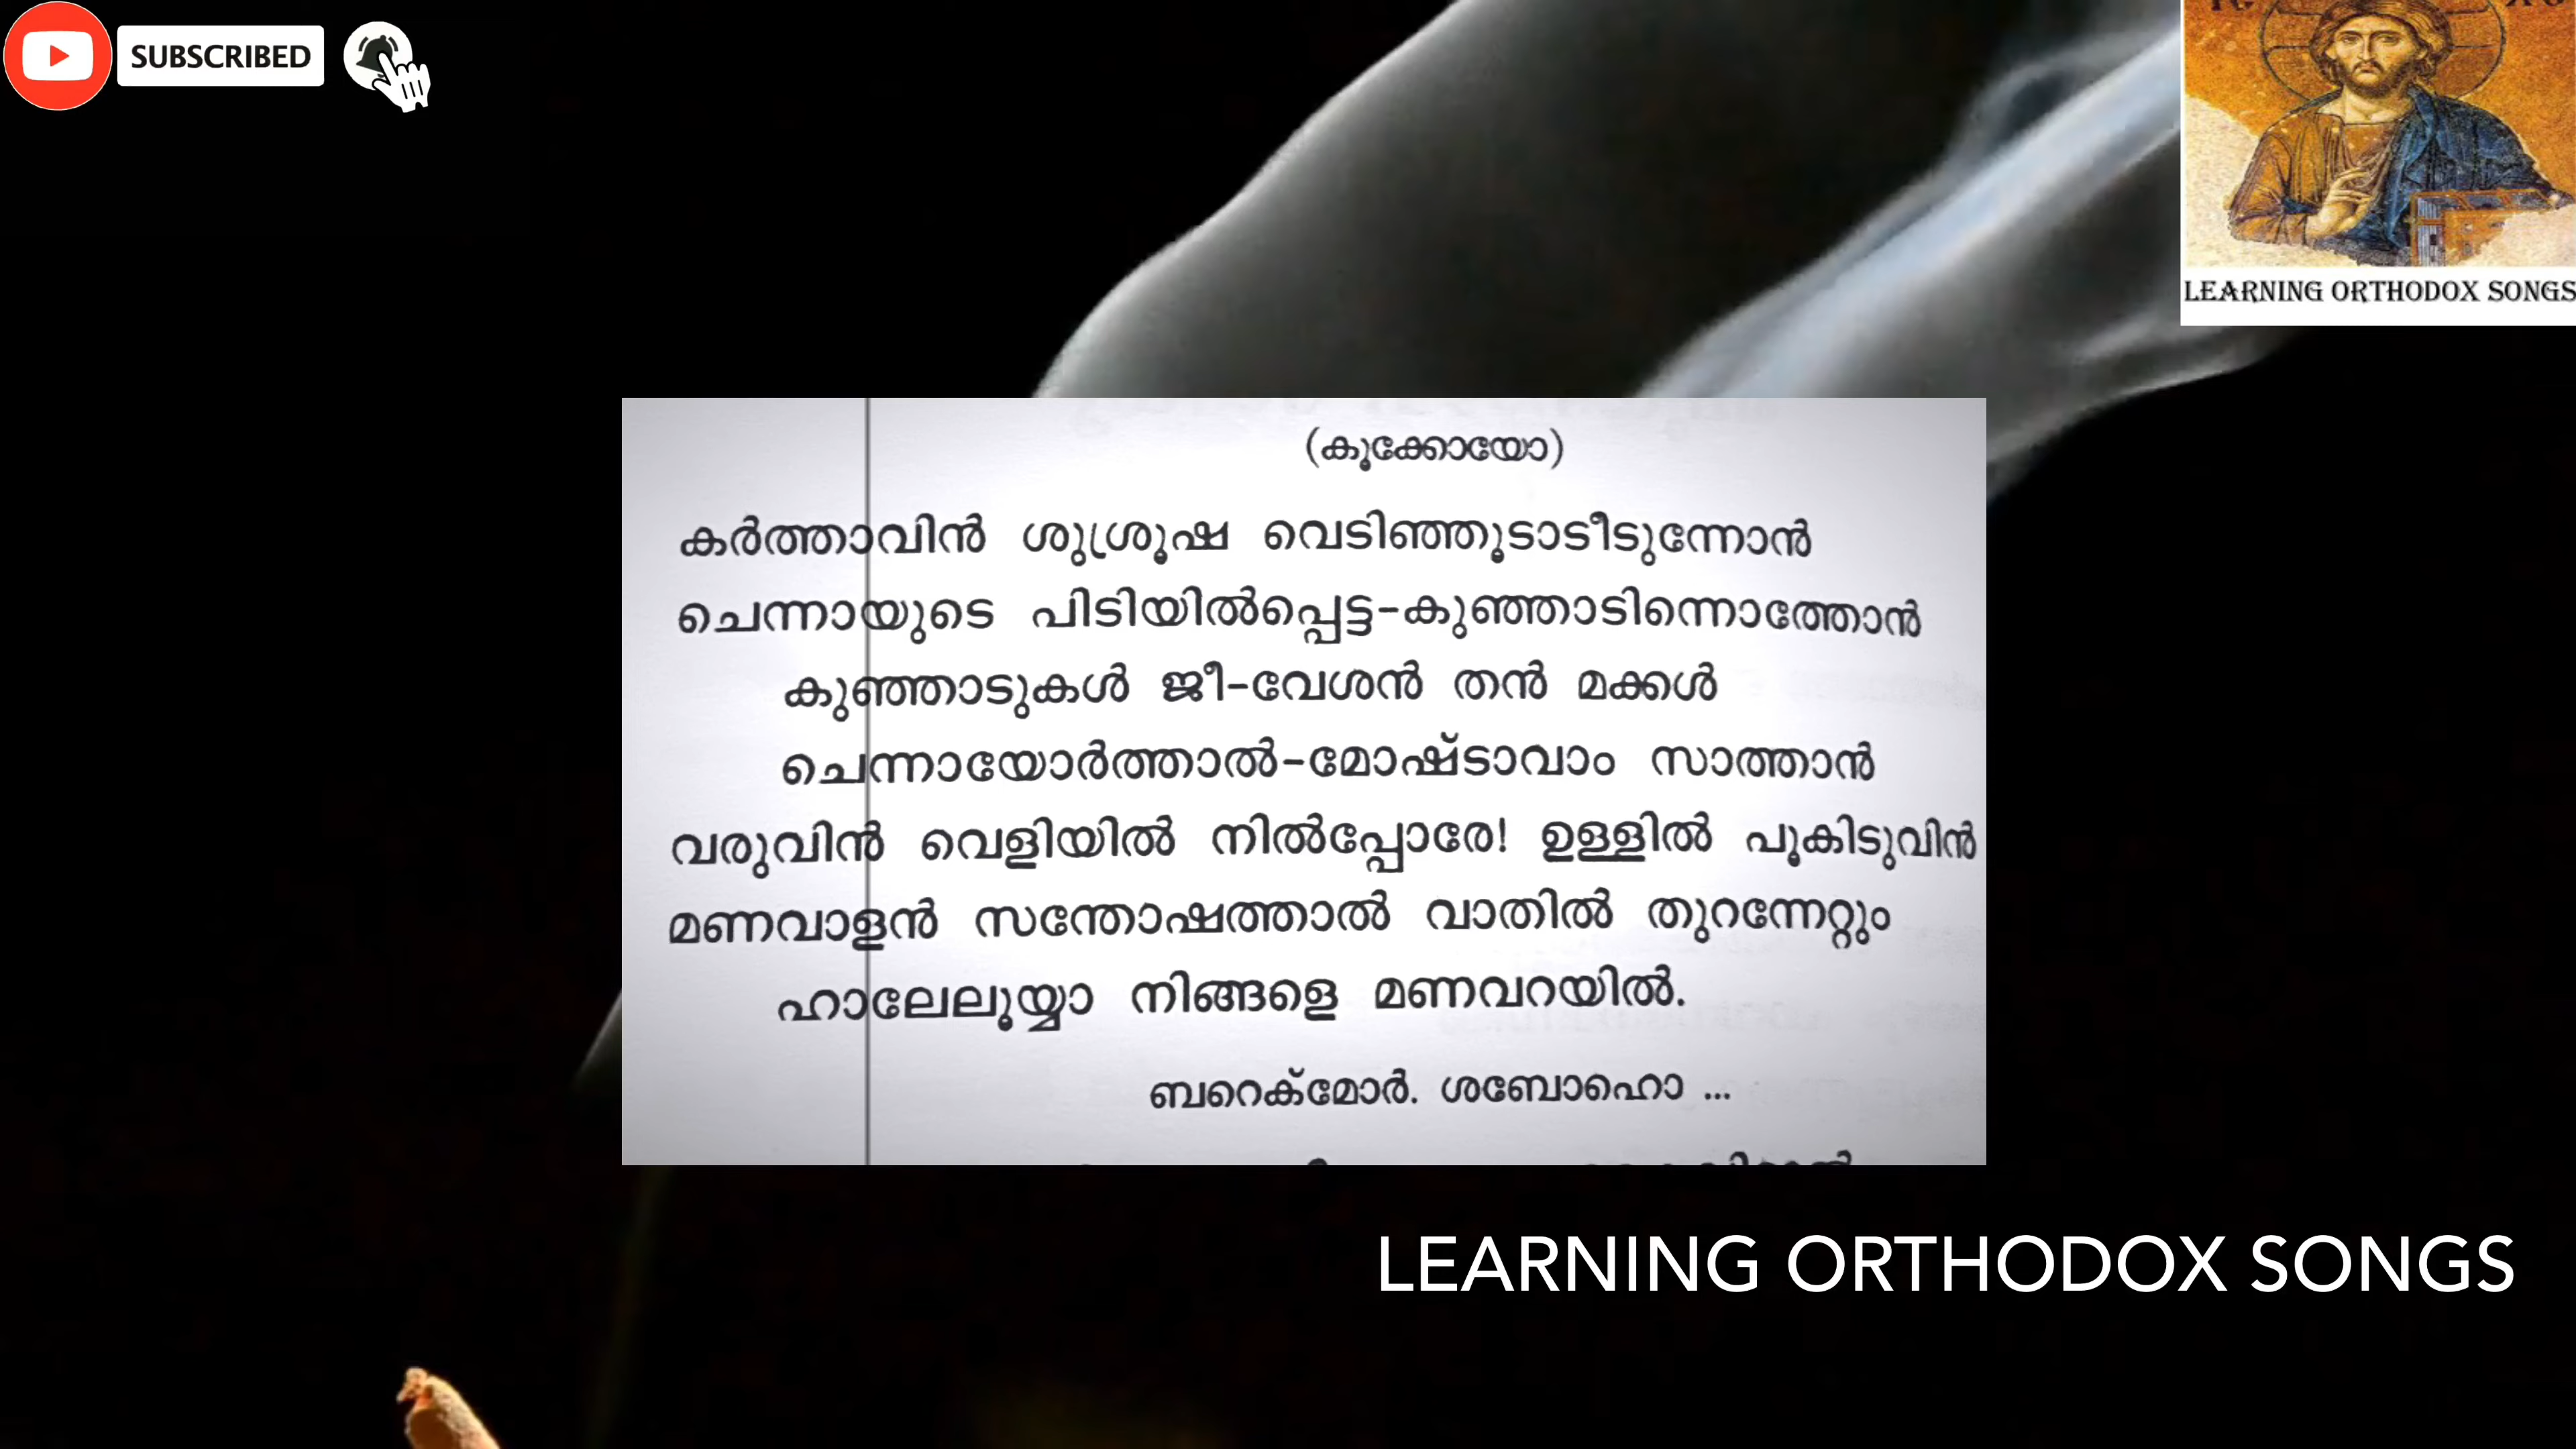 SUBSCRIBED
LEARNING ORTHODOX SONGS
(കൂക്കോയോ)
കർത്താവിൻ ശുശ്രൂഷ വെടിഞ്ഞൂടാടീടുന്നോൻ
ചെന്നായുടെ പിടിയിൽപ്പെട്ട-കുഞ്ഞാടിന്നൊത്തോൻ
കുഞ്ഞാടുകൾ ജീ-വേശൻ തൻ മക്കൾ
ചെന്നായോർത്താൽ-മോഷ്ടാവാം സാത്താൻ
വരുവിൻ വെളിയിൽ നിൽപ്പോരേ! ഉള്ളിൽ പൂകിടുവിൻ
മണവാളൻ സന്തോഷത്താൽ വാതിൽ തുറന്നേറ്റും
ഹാലേലൂയ്യാ നിങ്ങളെ മണവറയിൽ.
ബറെക്മോർ. ശബോഹൊ ...
LEARNING ORTHODOX SONGS